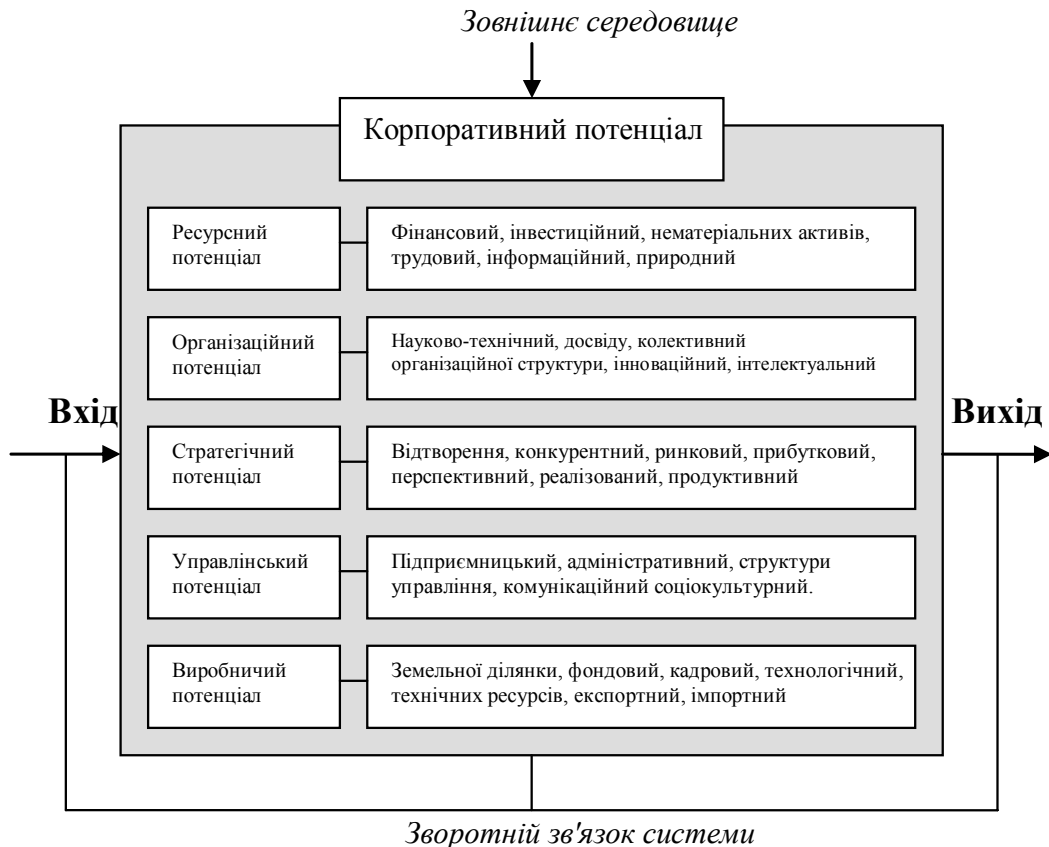 Зовнішнє середовище
Корпоративний потенціал
Ресурсний
потенціал
Фінансовий, інвестиційний, нематеріальних активів,
трудовий, інформаційний, природний
Організаційний
потенціал
Науково-технічний, досвіду, колективний
організаційної структури, інноваційний, інтелектуальний
Вхід
Вихід
Стратегічний
потенціал
Відтворення, конкурентний, ринковий, прибутковий,
перспективний, реалізований, продуктивний
Управлінський
потенціал
Підприємницький, адміністративний, структури
управління, комунікаційний соціокультурний.
Виробничий
потенціал
Земельної ділянки, фондовий, кадровий, технологічний,
технічних ресурсів, експортний, імпортний
Зворотній зв'язок системи